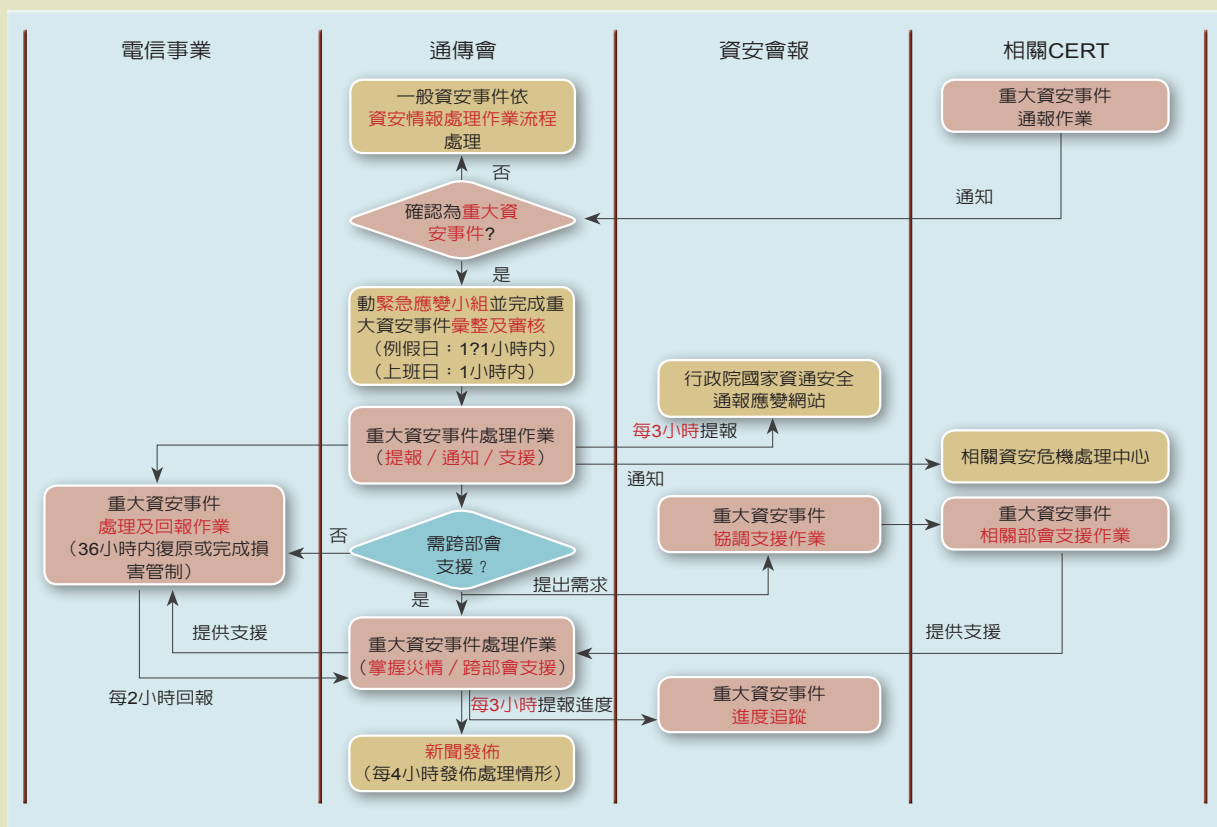 電信事業
通傳會
資安會報
相關CERT
一般資安事件依
資安情報處理作業流程
處理
重大資安事件
通報作業
否
通知
確認為重大資
安事件?
是
動緊急應變小組並完成重
大資安事件彙整及審核
（例假日：1?1小時內）
（上班日：1小時內）
行政院國家資通安全
通報應變網站
重大資安事件處理作業
（提報／通知／支援）
每3小時提報
通知
相關資安危機處理中心
重大資安事件
處理及回報作業
（36小時內復原或完成損
害管制）
否
需跨部會
支援？
重大資安事件
協調支援作業
重大資安事件
相關部會支援作業
提出需求
是
提供支援
重大資安事件處理作業
（掌握災情／跨部會支援）
提供支援
每2小時回報
每3小時提報進度
重大資安事件
進度追蹤
新聞發佈
（每4小時發佈處理情形）